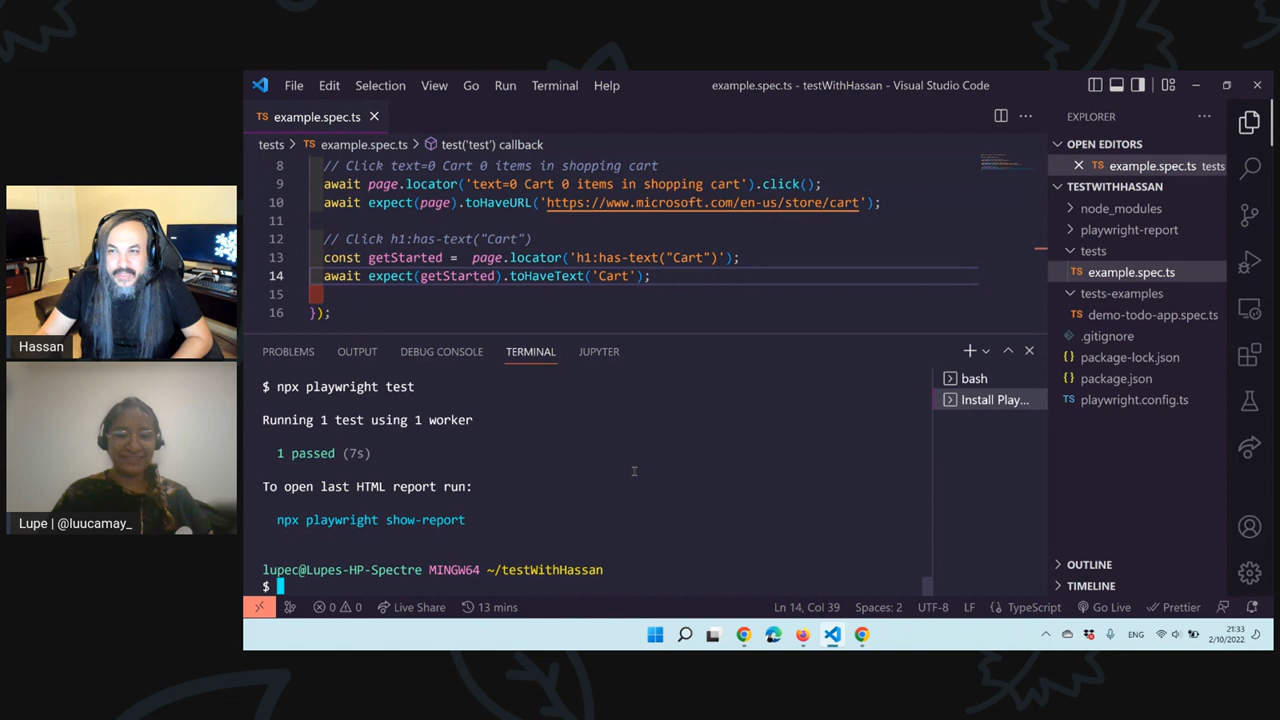 File Edit Selection View Go Run Terminal Help
example.spec.ts - testWithHassan - Visual Studio Code
TS example.spec.ts
tests > TS example.spec.ts > test('test') callback
8 // Click text=0 Cart 0 items in shopping cart
9 await page.locator('text=0 Cart 0 items in shopping cart').click();
10 await expect(page).toHaveURL('https://www.microsoft.com/en-us/store/cart');
11
12 // Click h1:has-text("Cart")
13 const getStarted = page.locator('h1:has-text("Cart")');
14 await expect(getStarted).toHaveText('Cart');
15
16 });
PROBLEMS OUTPUT DEBUG CONSOLE TERMINAL JUPYTER
$ npx playwright test
Running 1 test using 1 worker
1 passed (7s)
To open last HTML report run:
npx playwright show-report
lupec@Lupes-HP-Spectre MINGW64 ~/testWithHassan
$
bash
Install Play...
EXPLORER
OPEN EDITORS
TS example.spec.ts tests
TESTWITHHASSAN
node_modules
playwright-report
tests
TS example.spec.ts
tests-examples
TS demo-todo-app.spec.ts
.gitignore
{} package-lock.json
{} package.json
TS playwright.config.ts
OUTLINE
TIMELINE
Hassan
Lupe | @luucamay_
0 0 Live Share 13 mins Ln 14, Col 39 Spaces: 2 UTF-8 LF {} TypeScript Go Live Prettier
ENG 21:33
2/10/2022